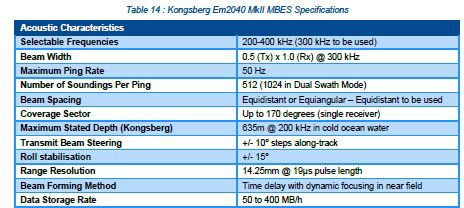 Table 14 : Kongsberg Em2040 MkII MBES Specifications
Acoustic Characteristics
Selectable Frequencies 200-400 kHz (300 kHz to be used)
Beam Width 0.5 (Tx) x 1.0 (Rx) @ 300 kHz
Maximum Ping Rate 50 Hz
Number of Soundings Per Ping 512 (1024 in Dual Swath Mode)
Beam Spacing Equidistant or Equiangular – Equidistant to be used
Coverage Sector Up to 170 degrees (single receiver)
Maximum Stated Depth (Kongsberg) 635m @ 200 kHz in cold ocean water
Transmit Beam Steering +/- 10° steps along-track
Roll stabilisation +/- 15°
Range Resolution 14.25mm @ 19µs pulse length
Beam Forming Method Time delay with dynamic focusing in near field
Data Storage Rate 50 to 400 MB/h